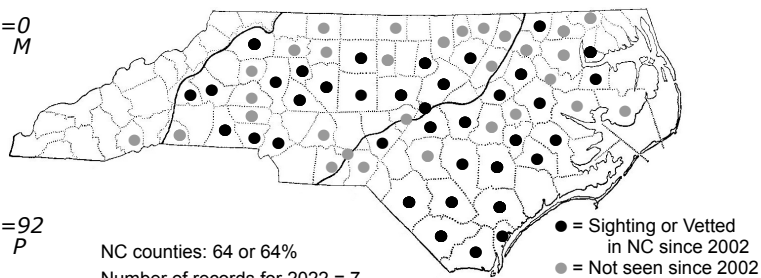 =0
M
=92
P
NC counties: 64 or 64%
● = Sighting or Vetted
in NC since 2002
● = Not seen since 2002
Number of records for 2022 = 7